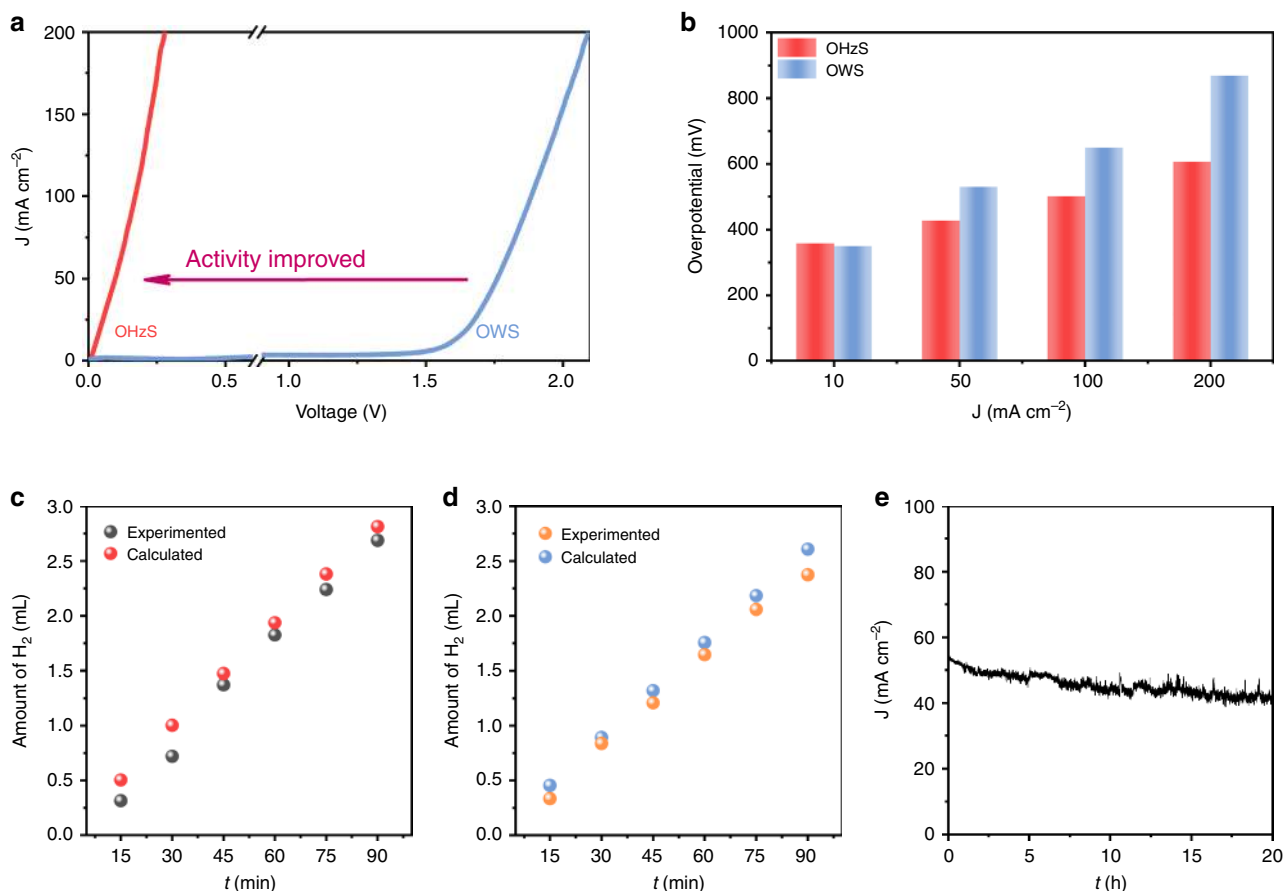 a
200
150
100
50
0
J (mA cm⁻²)
Activity improved
OHzS
OWS
0.0 0.5 1.0 1.5 2.0
Voltage (V)
b
1000
800
600
400
200
0
Overpotential (mV)
OHzS
OWS
10 50 100 200
J (mA cm⁻²)
c
3.0
2.5
2.0
1.5
1.0
0.5
0.0
Amount of H₂ (mL)
Experimented
Calculated
15 30 45 60 75 90
t (min)
d
3.0
2.5
2.0
1.5
1.0
0.5
0.0
Amount of H₂ (mL)
Experimented
Calculated
15 30 45 60 75 90
t (min)
e
100
80
60
40
20
0
J (mA cm⁻²)
0 5 10 15 20
t (h)